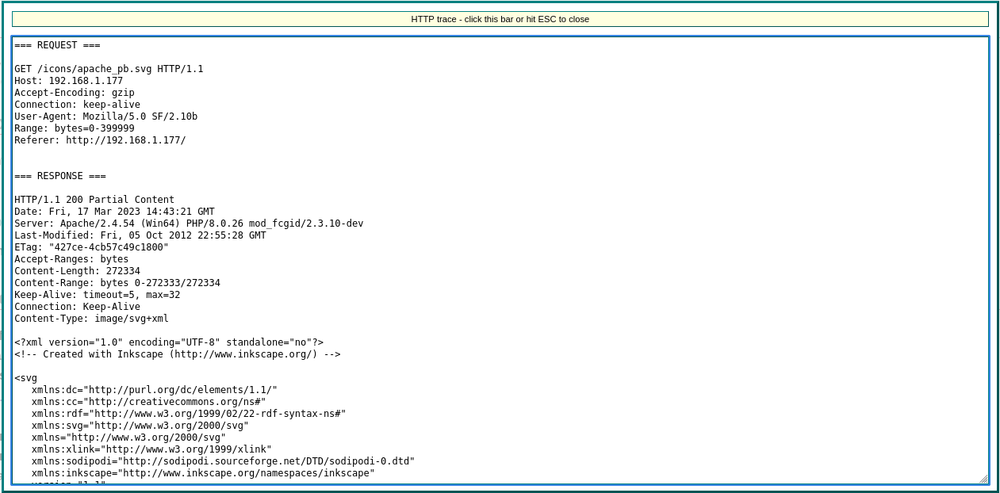 HTTP trace - click this bar or hit ESC to close
=== REQUEST ===
GET /icons/apache_pb.svg HTTP/1.1
Host: 192.168.1.177
Accept-Encoding: gzip
Connection: keep-alive
User-Agent: Mozilla/5.0 SF/2.10b
Range: bytes=0-399999
Referer: http://192.168.1.177/
=== RESPONSE ===
HTTP/1.1 200 Partial Content
Date: Fri, 17 Mar 2023 14:43:21 GMT
Server: Apache/2.4.54 (Win64) PHP/8.0.26 mod_fcgid/2.3.10-dev
Last-Modified: Fri, 05 Oct 2012 22:55:28 GMT
ETag: "427ce-4cb57c49c1800"
Accept-Ranges: bytes
Content-Length: 272334
Content-Range: bytes 0-272333/272334
Keep-Alive: timeout=5, max=32
Connection: Keep-Alive
Content-Type: image/svg+xml
<?xml version="1.0" encoding="UTF-8" standalone="no"?>
<!-- Created with Inkscape (http://www.inkscape.org/) -->
<svg
   xmlns:dc="http://purl.org/dc/elements/1.1/"
   xmlns:cc="http://creativecommons.org/ns#"
   xmlns:rdf="http://www.w3.org/1999/02/22-rdf-syntax-ns#"
   xmlns:svg="http://www.w3.org/2000/svg"
   xmlns="http://www.w3.org/2000/svg"
   xmlns:xlink="http://www.w3.org/1999/xlink"
   xmlns:sodipodi="http://sodipodi.sourceforge.net/DTD/sodipodi-0.dtd"
   xmlns:inkscape="http://www.inkscape.org/namespaces/inkscape"
   version="1.1"